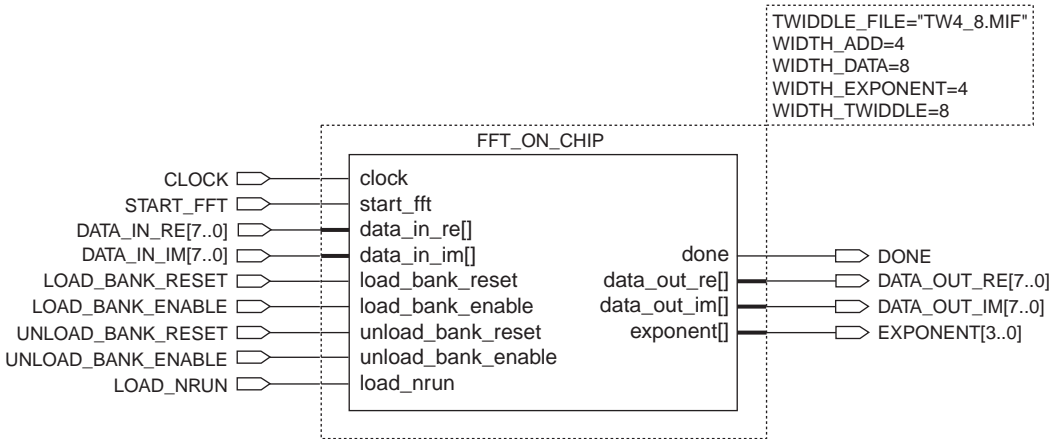 TWIDDLE_FILE="TW4_8.MIF"
WIDTH_ADD=4
WIDTH_DATA=8
WIDTH_EXPONENT=4
WIDTH_TWIDDLE=8
FFT_ON_CHIP
CLOCK
START_FFT
DATA_IN_RE[7..0]
DATA_IN_IM[7..0]
LOAD_BANK_RESET
LOAD_BANK_ENABLE
UNLOAD_BANK_RESET
UNLOAD_BANK_ENABLE
LOAD_NRUN
clock
start_fft
data_in_re[]
data_in_im[]
load_bank_reset
load_bank_enable
unload_bank_reset
unload_bank_enable
load_nrun
done
data_out_re[]
data_out_im[]
exponent[]
DONE
DATA_OUT_RE[7..0]
DATA_OUT_IM[7..0]
EXPONENT[3..0]